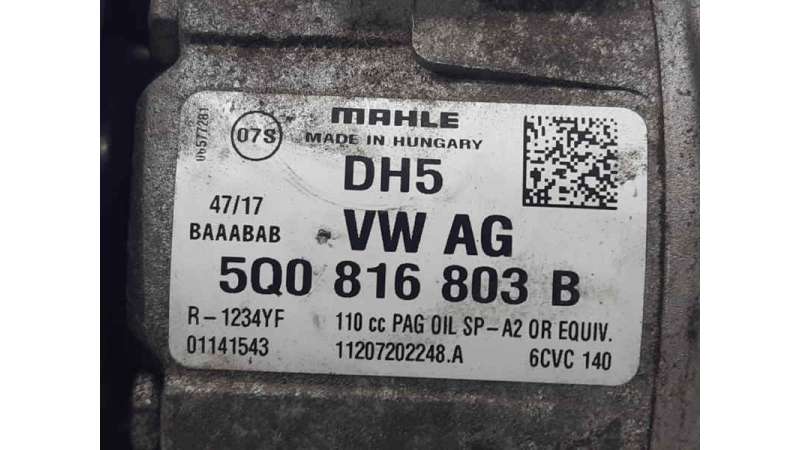 06577281
07S
MAHLE
MADE IN HUNGARY
DH5
47/17
BAAABAB
VW AG
5Q0 816 803 B
R-1234YF 110 cc PAG OIL SP-A2 OR EQUIV.
01141543 11207202248.A 6CVC 140